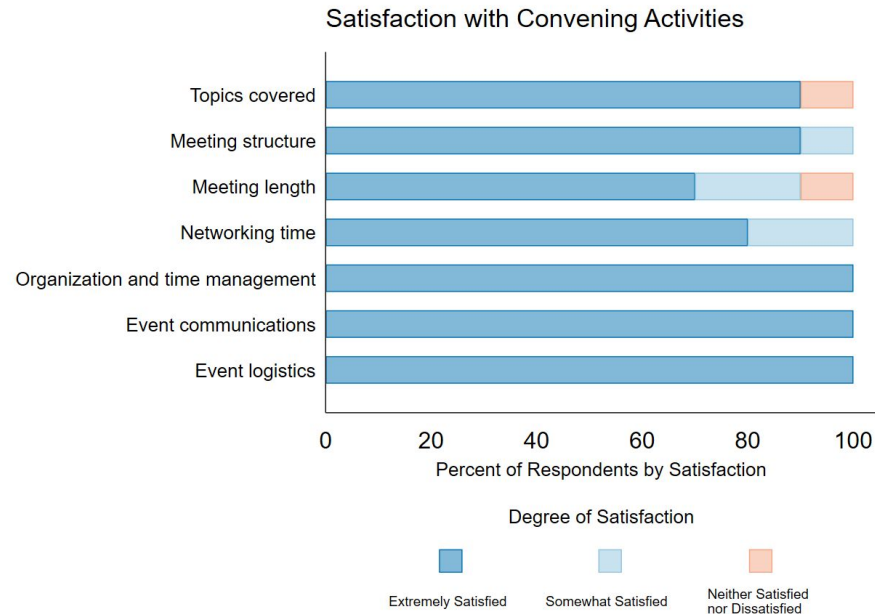 Satisfaction with Convening Activities
Topics covered
Meeting structure
Meeting length
Networking time
Organization and time management
Event communications
Event logistics
0 20 40 60 80 100
Percent of Respondents by Satisfaction
Degree of Satisfaction
Extremely Satisfied
Somewhat Satisfied
Neither Satisfied
nor Dissatisfied